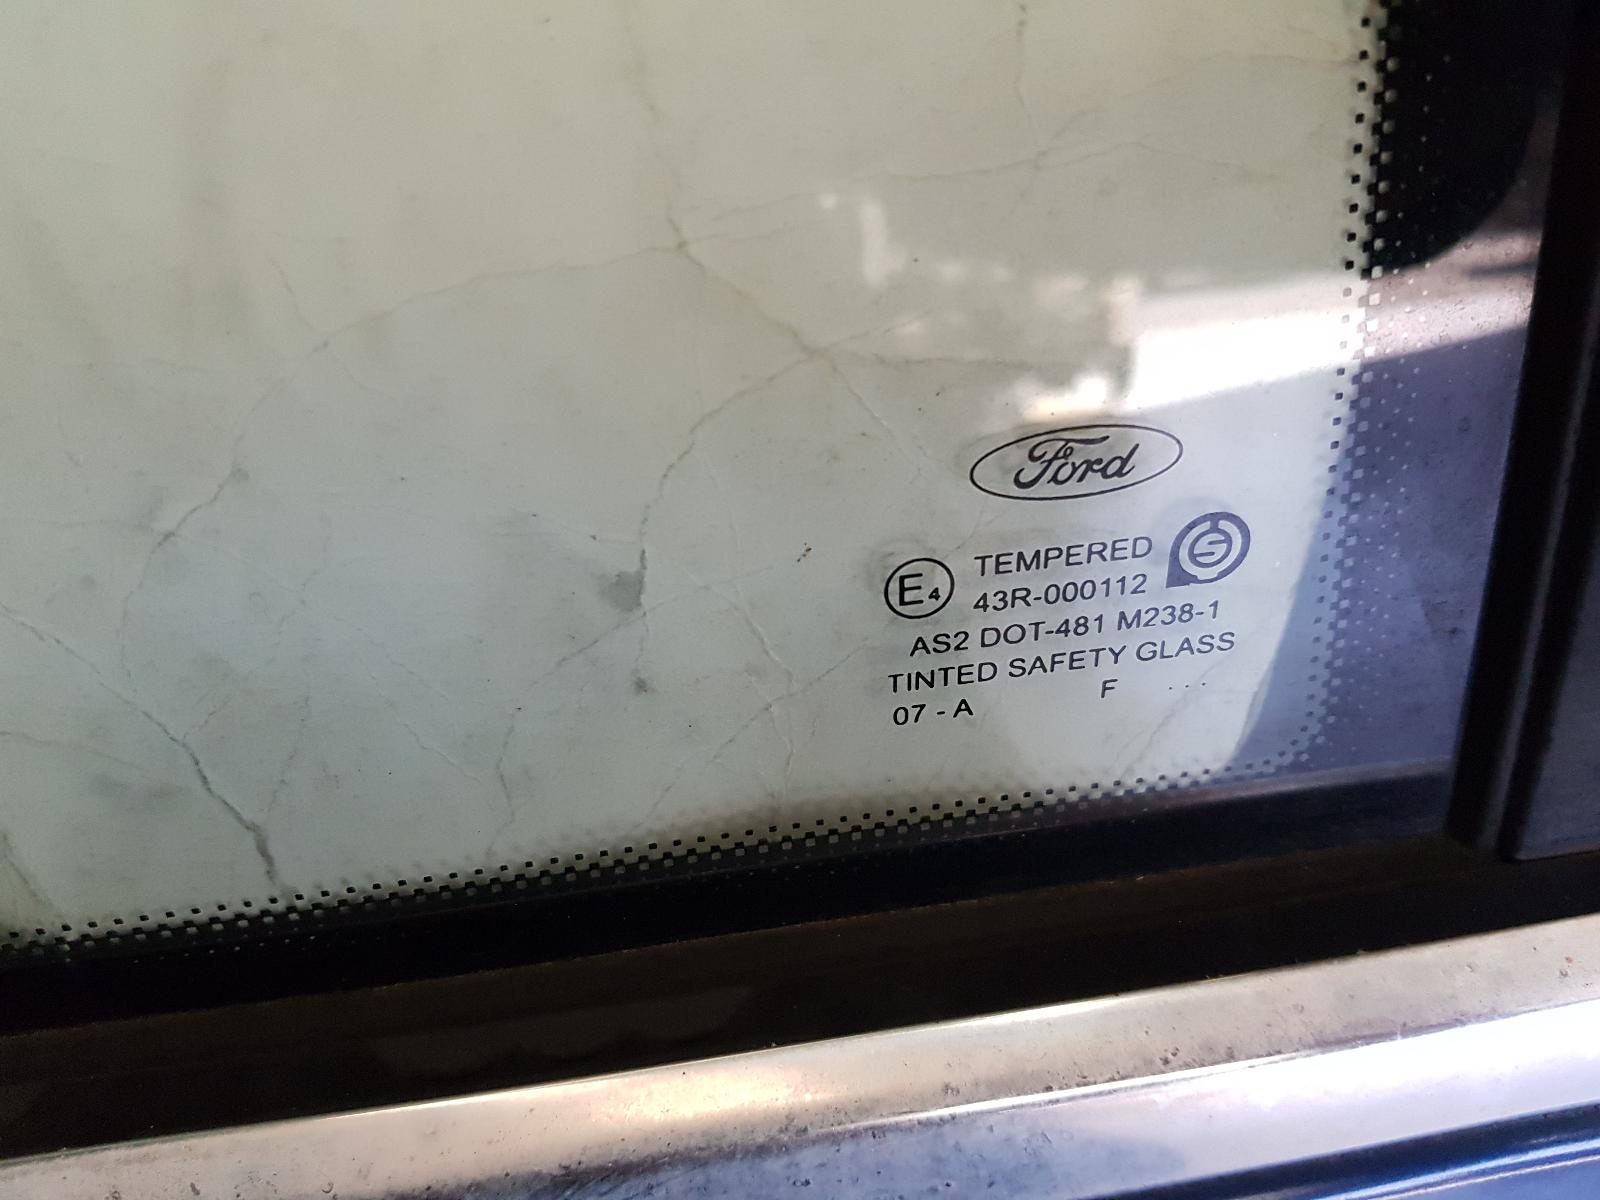 Ford
E4
TEMPERED
43R-000112
AS2 DOT-481 M238-1
TINTED SAFETY GLASS
07 - A F ...